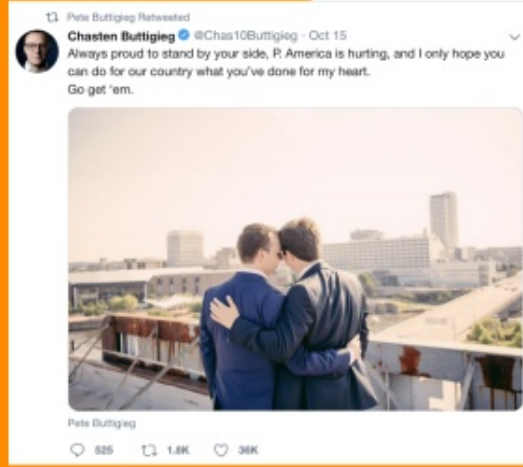 Pete Buttigieg Retweeted
Chasten Buttigieg @Chas10Buttigieg · Oct 15
Always proud to stand by your side, P. America is hurting, and I only hope you
can do for our country what you've done for my heart.
Go get 'em.
Pete Buttigieg
525 1.8K 36K